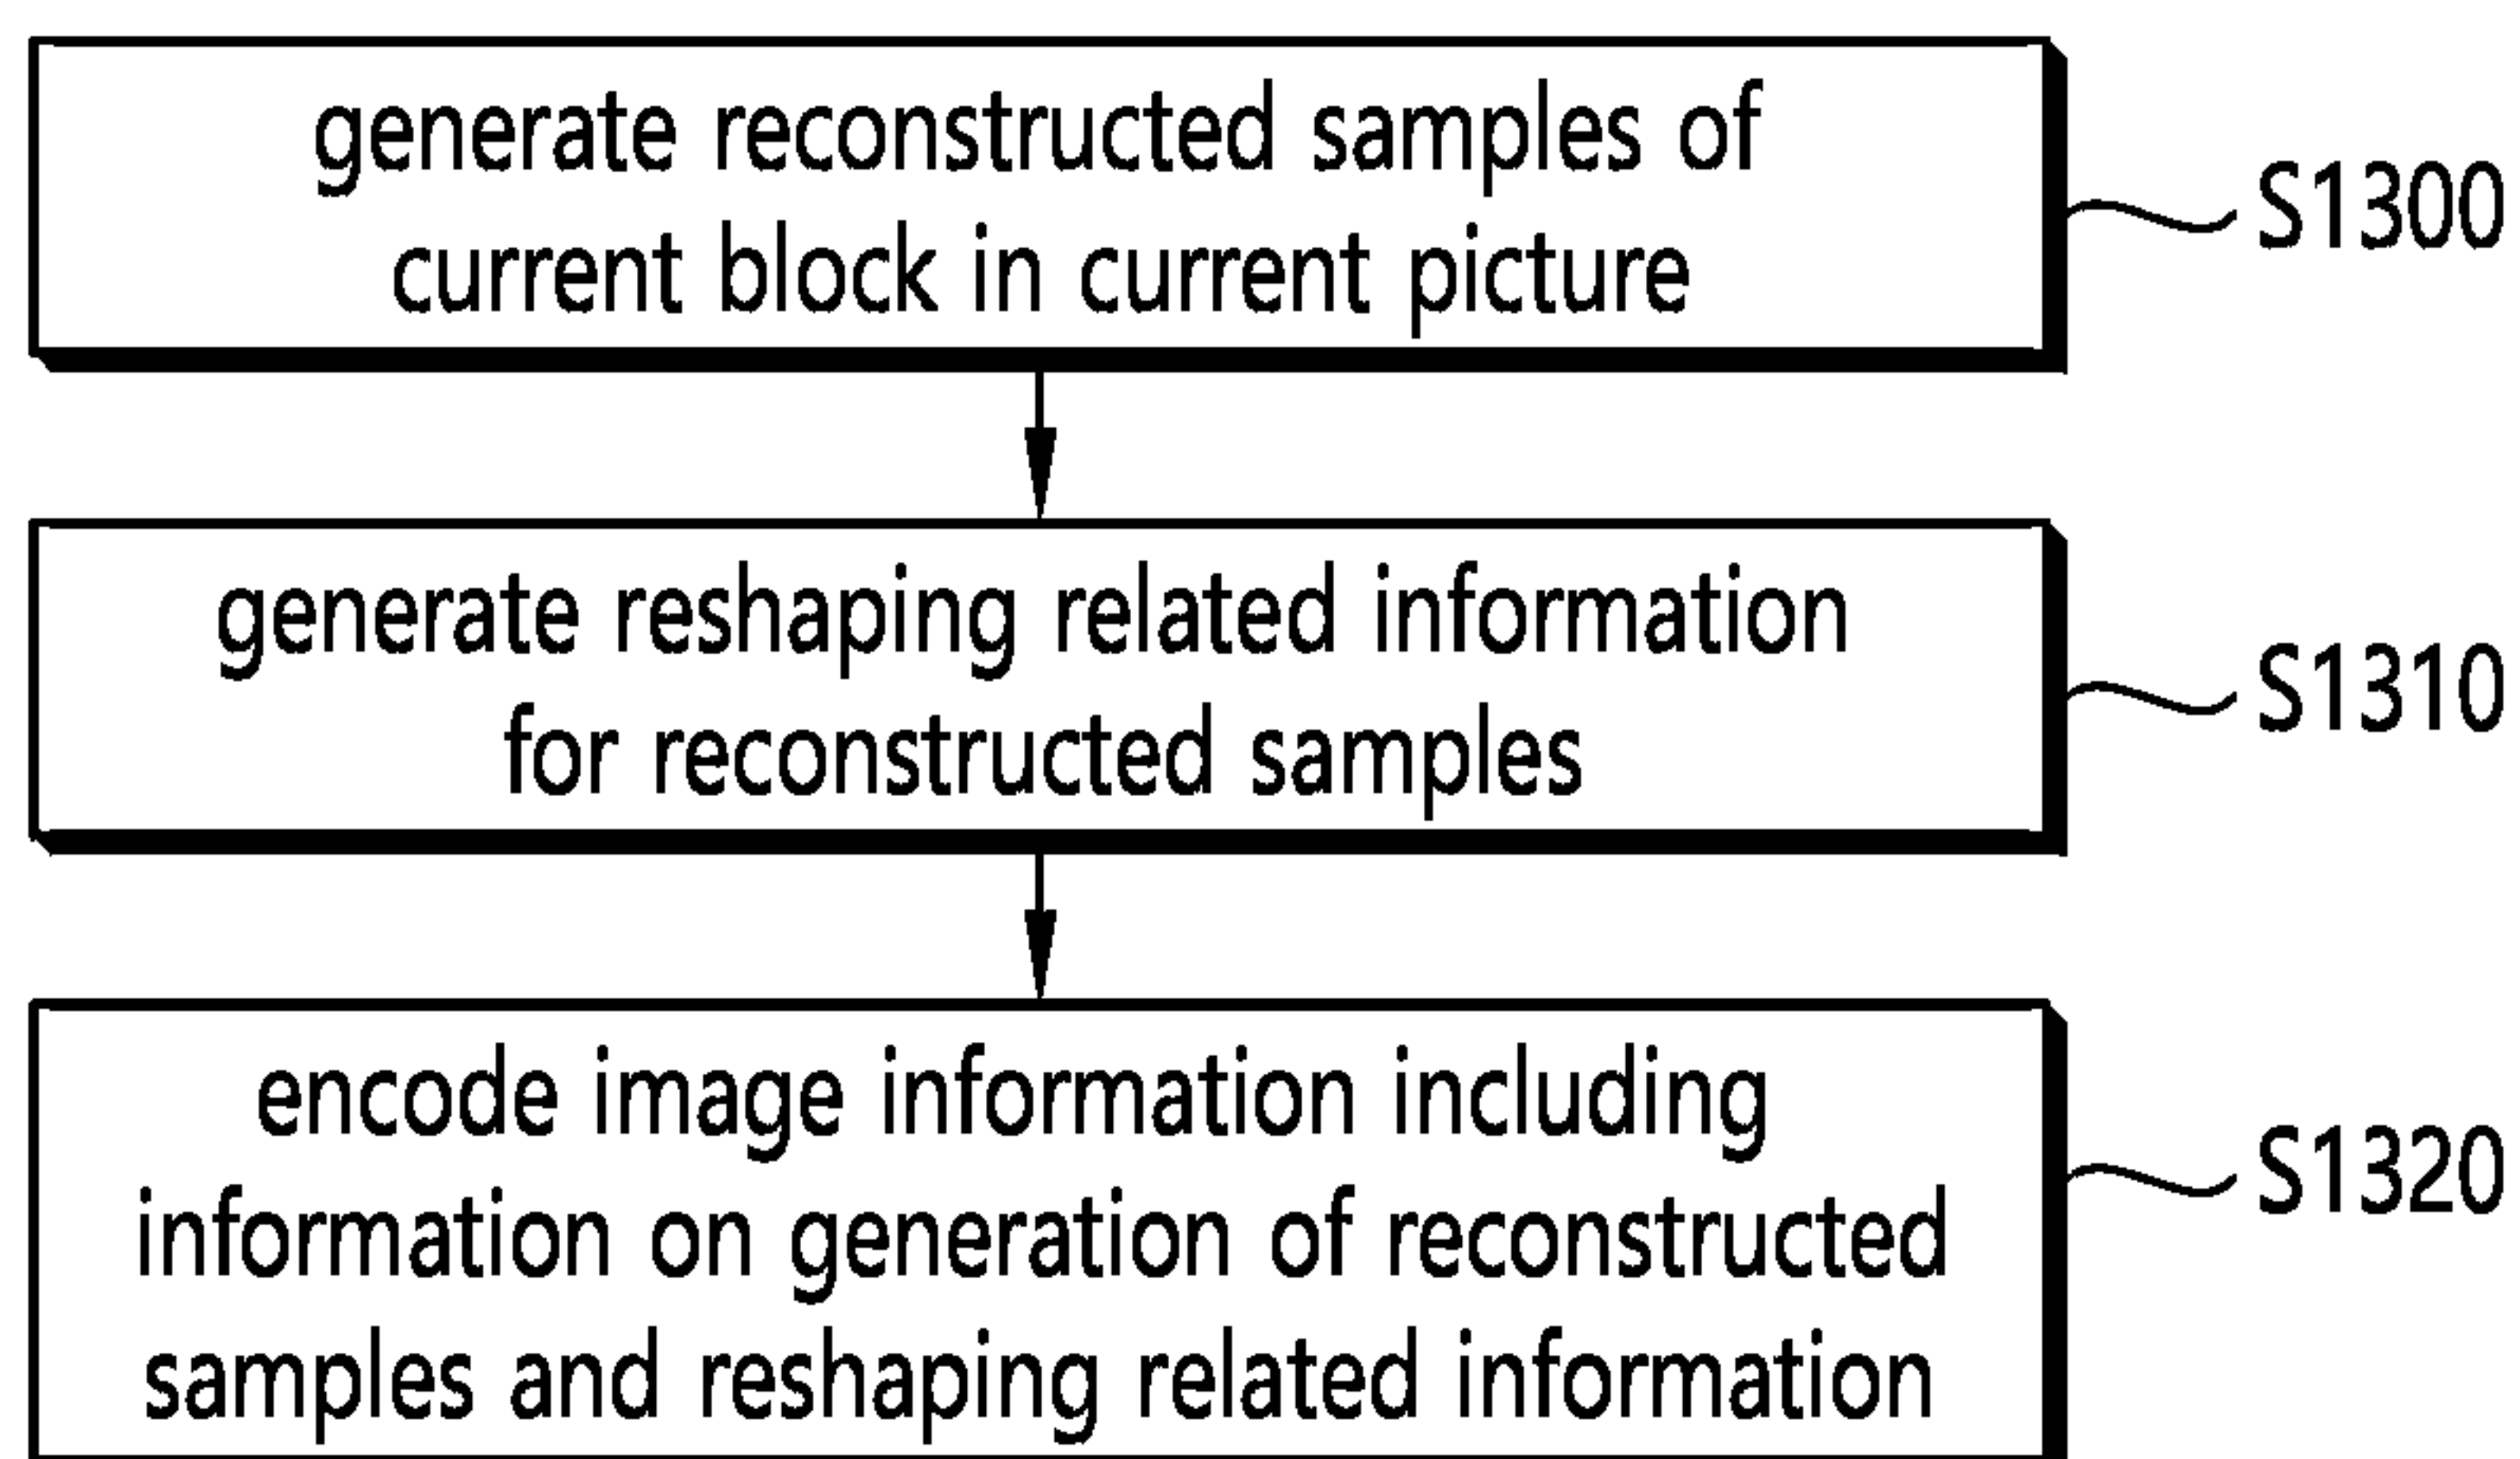 generate reconstructed samples of
current block in current picture
S1300
generate reshaping related information
for reconstructed samples
S1310
encode image information including
information on generation of reconstructed
samples and reshaping related information
S1320